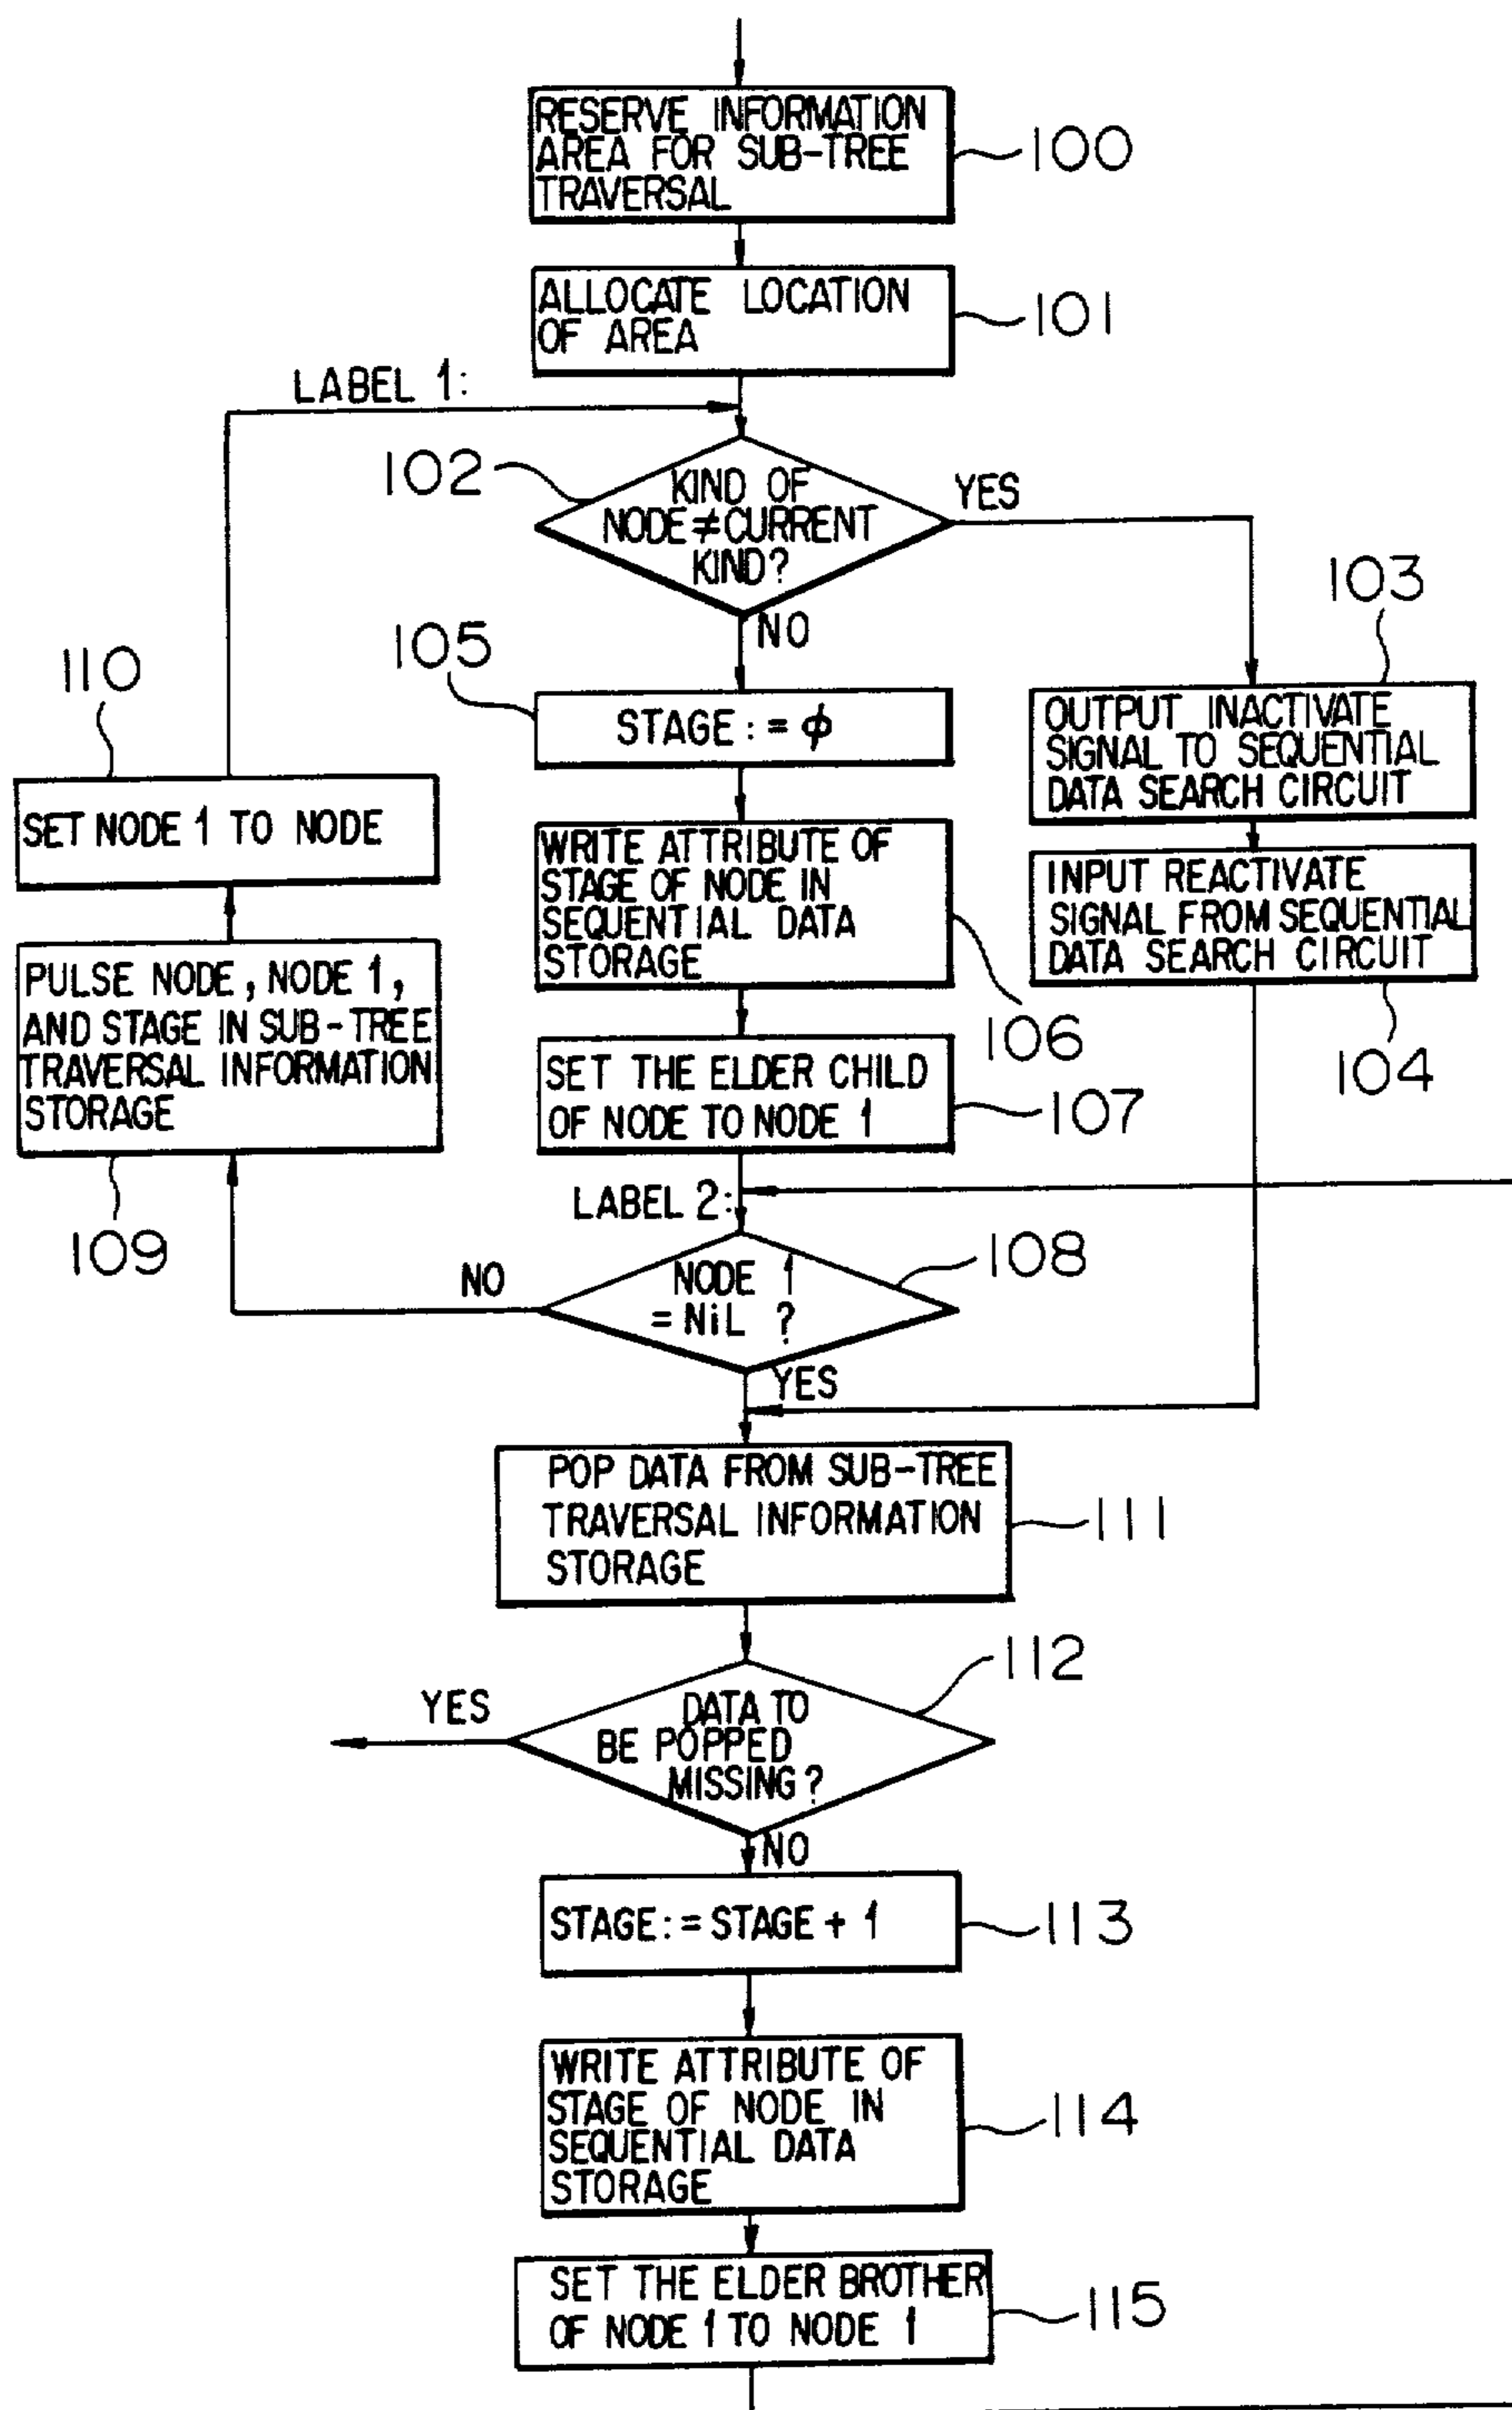 RESERVE INFORMATION
AREA FOR SUB-TREE
TRAVERSAL
100
ALLOCATE LOCATION
OF AREA
101
LABEL 1:
102
KIND OF
NODE≠CURRENT
KIND?
YES
NO
103
OUTPUT INACTIVATE
SIGNAL TO SEQUENTIAL
DATA SEARCH CIRCUIT
INPUT REACTIVATE
SIGNAL FROM SEQUENTIAL
DATA SEARCH CIRCUIT
104
105
STAGE := ϕ
110
SET NODE 1 TO NODE
WRITE ATTRIBUTE OF
STAGE OF NODE IN
SEQUENTIAL DATA
STORAGE
106
PULSE NODE, NODE 1,
AND STAGE IN SUB-TREE
TRAVERSAL INFORMATION
STORAGE
109
SET THE ELDER CHILD
OF NODE TO NODE 1
107
LABEL 2:
108
NODE 1
= NiL ?
NO
YES
POP DATA FROM SUB-TREE
TRAVERSAL INFORMATION
STORAGE
111
112
DATA TO
BE POPPED
MISSING?
YES
NO
STAGE:= STAGE + 1
113
WRITE ATTRIBUTE OF
STAGE OF NODE IN
SEQUENTIAL DATA
STORAGE
114
SET THE ELDER BROTHER
OF NODE 1 TO NODE 1
115